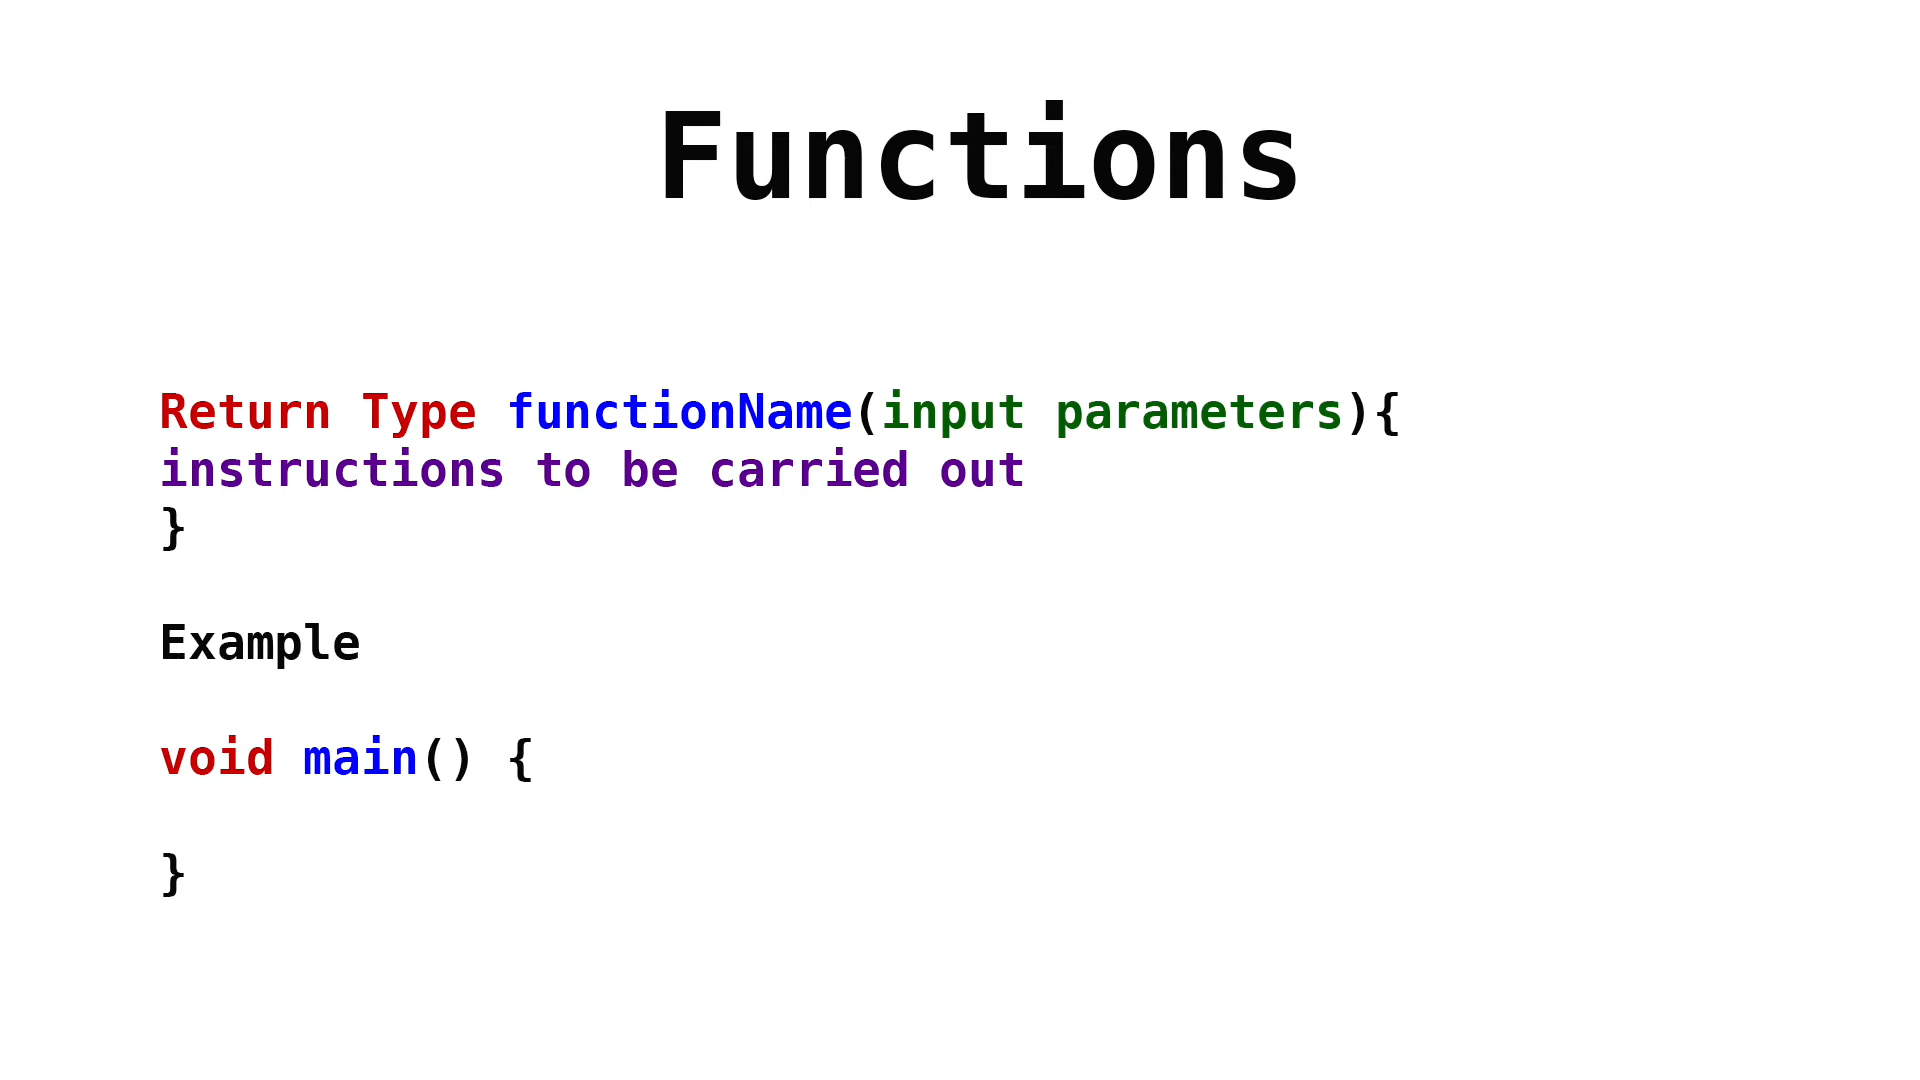 Functions
Return Type functionName(input parameters){
instructions to be carried out
}
Example
void main() {
}